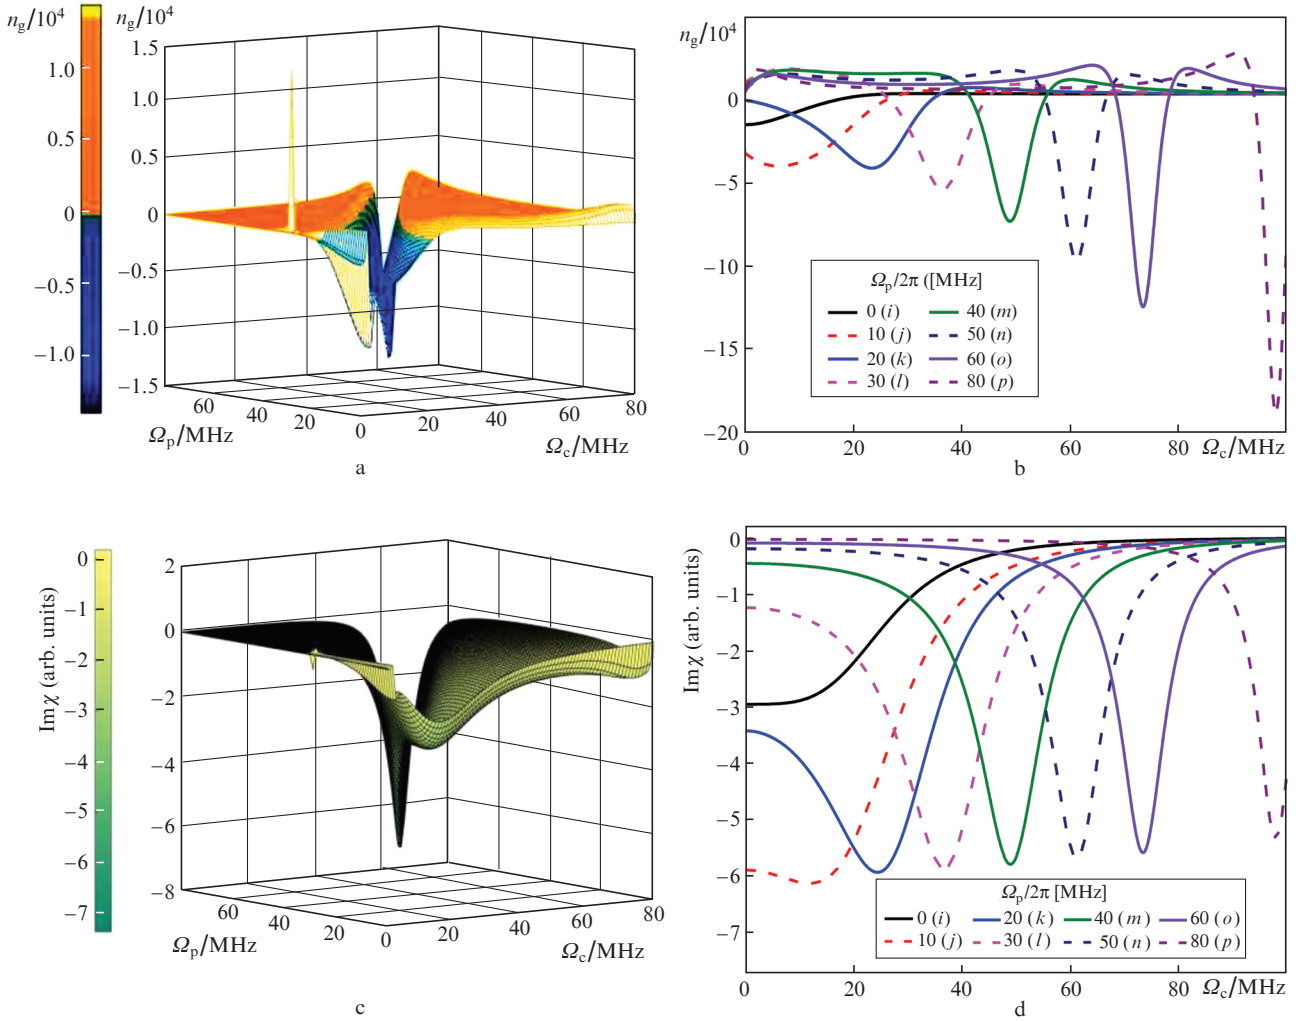 n_g/10^4
1.0
0.5
0
−0.5
−1.0
n_g/10^4
1.5
1.0
0.5
0
−0.5
−1.0
−1.5
60
40
20
0
20
40
60
80
Ω_p/MHz
Ω_c/MHz
a
n_g/10^4
0
−5
−10
−15
−20
Ω_p/2π ([MHz]
0 (i)
40 (m)
10 (j)
50 (n)
20 (k)
60 (o)
30 (l)
80 (p)
0
20
40
60
80
Ω_c/MHz
b
Imχ (arb. units)
0
−1
−2
−3
−4
−5
−6
−7
2
0
−2
−4
−6
−8
60
40
20
0
20
40
60
80
Ω_p/MHz
Ω_c/MHz
c
Imχ (arb. units)
0
−1
−2
−3
−4
−5
−6
−7
Ω_p/2π [MHz]
0 (i)
20 (k)
40 (m)
60 (o)
10 (j)
30 (l)
50 (n)
80 (p)
0
20
40
60
80
Ω_c/MHz
d